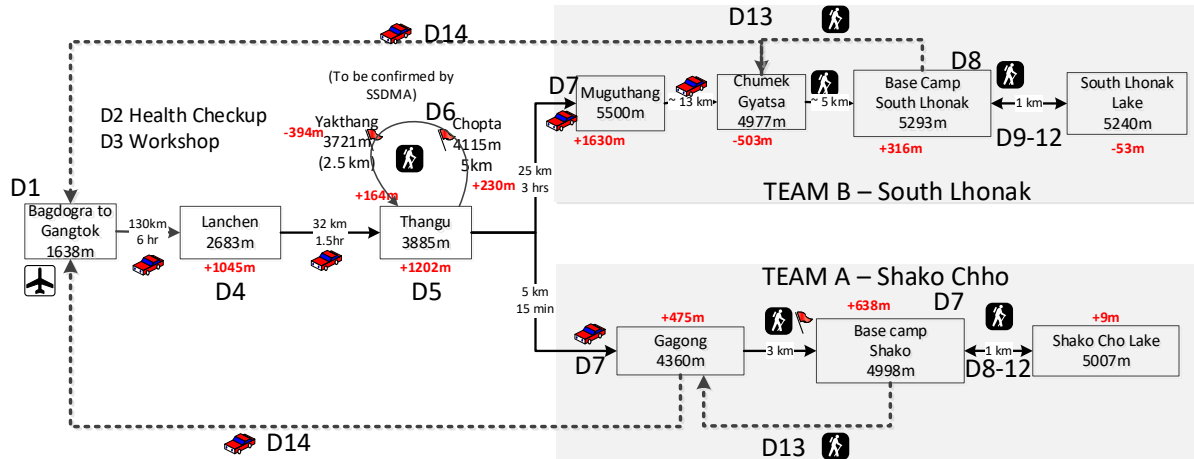 D13
D14
(To be confirmed by
SSDMA)
D2 Health Checkup
D3 Workshop
-394m
Yakthang
3721m
(2.5 km)
D6
Chopta
4115m
5km
+164m
+230m
D1
Bagdogra to
Gangtok
1638m
130km
6 hr
Lanchen
2683m
+1045m
D4
32 km
1.5hr
Thangu
3885m
+1202m
D5
25 km
3 hrs
5 km
15 min
D7
Muguthang
5500m
+1630m
~ 13 km
Chumek
Gyatsa
4977m
-503m
~ 5 km
D8
Base Camp
South Lhonak
5293m
+316m
1 km
D9-12
South Lhonak
Lake
5240m
-53m
TEAM B – South Lhonak
TEAM A – Shako Chho
D7
+475m
Gagong
4360m
3 km
+638m
D7
Base camp
Shako
4998m
1 km
D8-12
+9m
Shako Cho Lake
5007m
D13
D14